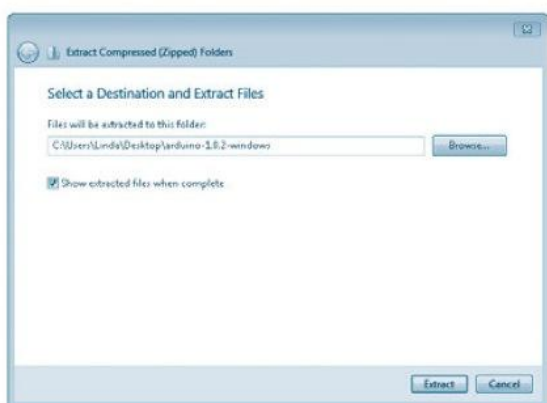 Extract Compressed (Zipped) Folders
Select a Destination and Extract Files
Files will be extracted to this folder:
C:\Users\Linda\Desktop\arduino-1.0.2-windows
Browse...
Show extracted files when complete
Extract
Cancel